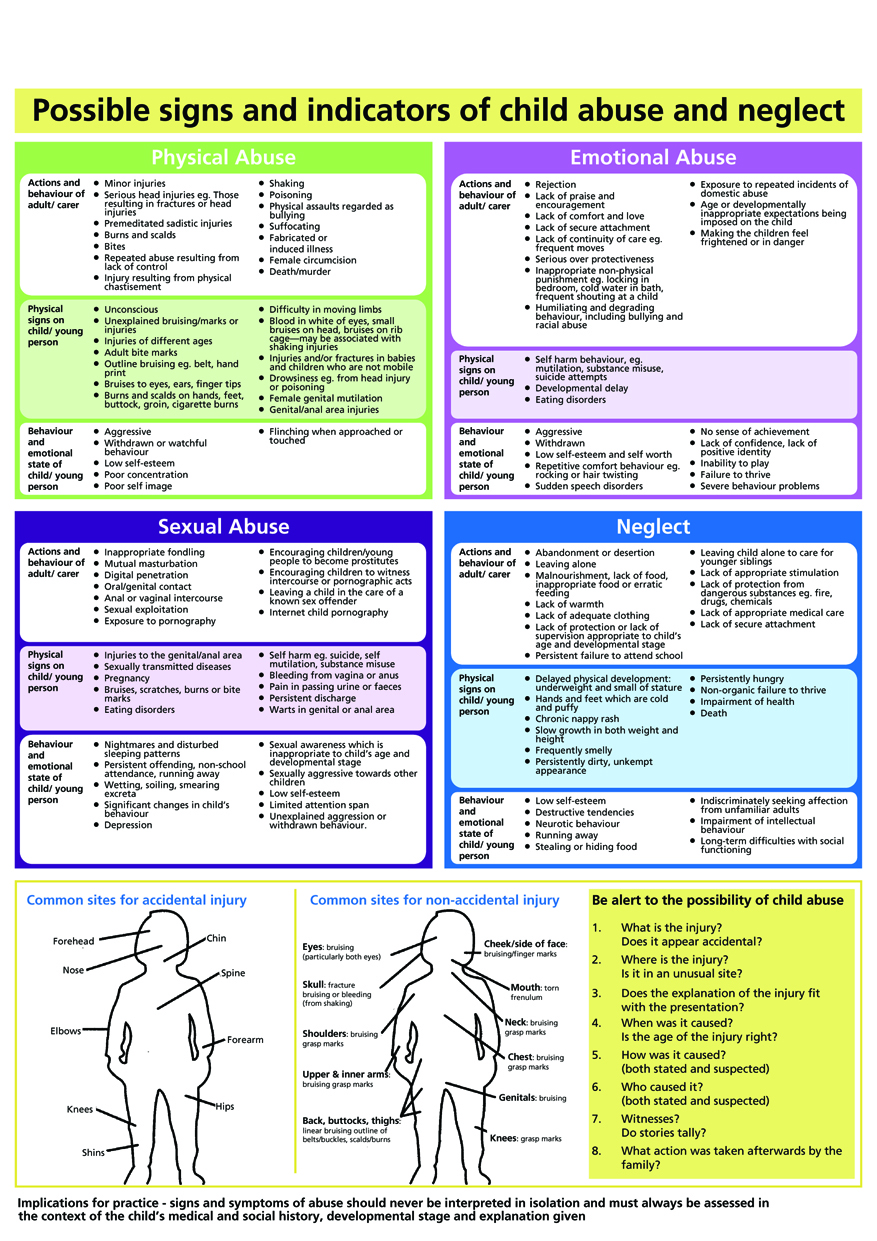 Possible signs and indicators of child abuse and neglect
Physical Abuse
Actions and
behaviour of
adult/ carer
• Minor injuries
• Serious head injuries eg. Those
resulting in fractures or head
injuries
• Premeditated sadistic injuries
• Burns and scalds
• Bites
• Repeated abuse resulting from
lack of control
• Injury resulting from physical
chastisement
• Shaking
• Poisoning
• Physical assaults regarded as
bullying
• Suffocating
• Fabricated or
induced illness
• Female circumcision
• Death/murder
Physical
signs on
child/ young
person
• Unconscious
• Unexplained bruising/marks or
injuries
• Injuries of different ages
• Adult bite marks
• Outline bruising eg. belt, hand
print
• Bruises to eyes, ears, finger tips
• Burns and scalds on hands, feet,
buttock, groin, cigarette burns
• Difficulty in moving limbs
• Blood in white of eyes, small
bruises on head, bruises on rib
cage—may be associated with
shaking injuries
• Injuries and/or fractures in babies
and children who are not mobile
• Drowsiness eg. from head injury
or poisoning
• Female genital mutilation
• Genital/anal area injuries
Behaviour
and
emotional
state of
child/ young
person
• Aggressive
• Withdrawn or watchful
behaviour
• Low self-esteem
• Poor concentration
• Poor self image
• Flinching when approached or
touched
Emotional Abuse
Actions and
behaviour of
adult/ carer
• Rejection
• Lack of praise and
encouragement
• Lack of comfort and love
• Lack of secure attachment
• Lack of continuity of care eg.
frequent moves
• Serious over protectiveness
• Inappropriate non-physical
punishment eg. locking in
bedroom, cold water in bath,
frequent shouting at a child
• Humiliating and degrading
behaviour, including bullying and
racial abuse
• Exposure to repeated incidents of
domestic abuse
• Age or developmentally
inappropriate expectations being
imposed on the child
• Making the children feel
frightened or in danger
Physical
signs on
child/ young
person
• Self harm behaviour, eg.
mutilation, substance misuse,
suicide attempts
• Developmental delay
• Eating disorders
Behaviour
and
emotional
state of
child/ young
person
• Aggressive
• Withdrawn
• Low self-esteem and self worth
• Repetitive comfort behaviour eg.
rocking or hair twisting
• Sudden speech disorders
• No sense of achievement
• Lack of confidence, lack of
positive identity
• Inability to play
• Failure to thrive
• Severe behaviour problems
Sexual Abuse
Actions and
behaviour of
adult/ carer
• Inappropriate fondling
• Mutual masturbation
• Digital penetration
• Oral/genital contact
• Anal or vaginal intercourse
• Sexual exploitation
• Exposure to pornography
• Encouraging children/young
people to become prostitutes
• Encouraging children to witness
intercourse or pornographic acts
• Leaving a child in the care of a
known sex offender
• Internet child pornography
Physical
signs on
child/ young
person
• Injuries to the genital/anal area
• Sexually transmitted diseases
• Pregnancy
• Bruises, scratches, burns or bite
marks
• Eating disorders
• Self harm eg. suicide, self
mutilation, substance misuse
• Bleeding from vagina or anus
• Pain in passing urine or faeces
• Persistent discharge
• Warts in genital or anal area
Behaviour
and
emotional
state of
child/ young
person
• Nightmares and disturbed
sleeping patterns
• Persistent offending, non-school
attendance, running away
• Wetting, soiling, smearing
excreta
• Significant changes in child's
behaviour
• Depression
• Sexual awareness which is
inappropriate to child's age and
developmental stage
• Sexually aggressive towards other
children
• Low self-esteem
• Limited attention span
• Unexplained aggression or
withdrawn behaviour.
Neglect
Actions and
behaviour of
adult/ carer
• Abandonment or desertion
• Leaving alone
• Malnourishment, lack of food,
inappropriate food or erratic
feeding
• Lack of warmth
• Lack of adequate clothing
• Lack of protection or lack of
supervision appropriate to child's
age and developmental stage
• Persistent failure to attend school
• Leaving child alone to care for
younger siblings
• Lack of appropriate stimulation
• Lack of protection from
dangerous substances eg. fire,
drugs, chemicals
• Lack of appropriate medical care
• Lack of secure attachment
Physical
signs on
child/ young
person
• Delayed physical development:
underweight and small of stature
• Hands and feet which are cold
and puffy
• Chronic nappy rash
• Slow growth in both weight and
height
• Frequently smelly
• Persistently dirty, unkempt
appearance
• Persistently hungry
• Non-organic failure to thrive
• Impairment of health
• Death
Behaviour
and
emotional
state of
child/ young
person
• Low self-esteem
• Destructive tendencies
• Neurotic behaviour
• Running away
• Stealing or hiding food
• Indiscriminately seeking affection
from unfamiliar adults
• Impairment of intellectual
behaviour
• Long-term difficulties with social
functioning
Common sites for accidental injury
Forehead
Chin
Nose
Spine
Elbows
Forearm
Knees
Hips
Shins
Common sites for non-accidental injury
Eyes: bruising
(particularly both eyes)
Skull: fracture
bruising or bleeding
(from shaking)
Shoulders: bruising
grasp marks
Upper & inner arms:
bruising grasp marks
Back, buttocks, thighs:
linear bruising outline of
belts/buckles, scalds/burns
Cheek/side of face:
bruising/finger marks
Mouth: torn
frenulum
Neck: bruising
grasp marks
Chest: bruising
grasp marks
Genitals: bruising
Knees: grasp marks
Be alert to the possibility of child abuse
1. What is the injury?
Does it appear accidental?
2. Where is the injury?
Is it in an unusual site?
3. Does the explanation of the injury fit
with the presentation?
4. When was it caused?
Is the age of the injury right?
5. How was it caused?
(both stated and suspected)
6. Who caused it?
(both stated and suspected)
7. Witnesses?
Do stories tally?
8. What action was taken afterwards by the
family?
Implications for practice - signs and symptoms of abuse should never be interpreted in isolation and must always be assessed in
the context of the child's medical and social history, developmental stage and explanation given